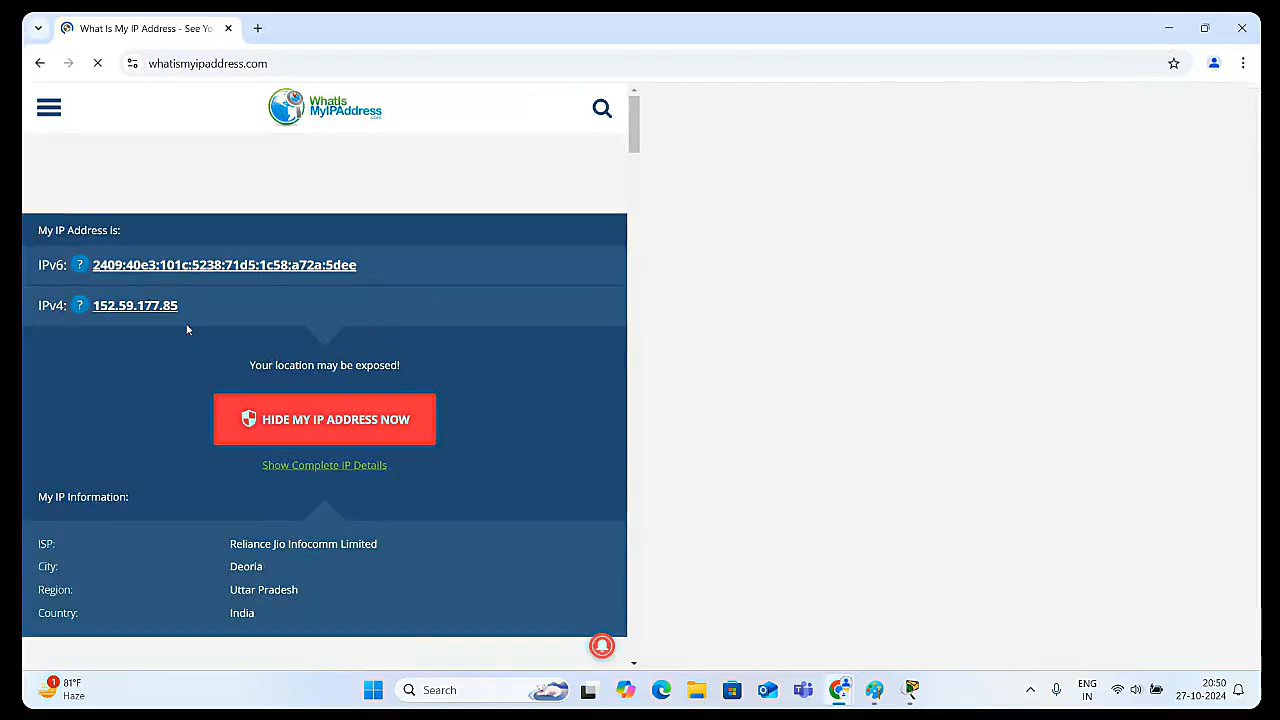 What Is My IP Address - See Yo
whatismyipaddress.com
WhatIs
MyIPAddress
.com
My IP Address is:
IPv6: ? 2409:40e3:101c:5238:71d5:1c58:a72a:5dee
IPv4: ? 152.59.177.85
Your location may be exposed!
HIDE MY IP ADDRESS NOW
Show Complete IP Details
My IP Information:
ISP: Reliance Jio Infocomm Limited
City: Deoria
Region: Uttar Pradesh
Country: India
1
81°F
Haze
Search
ENG
IN
20:50
27-10-2024